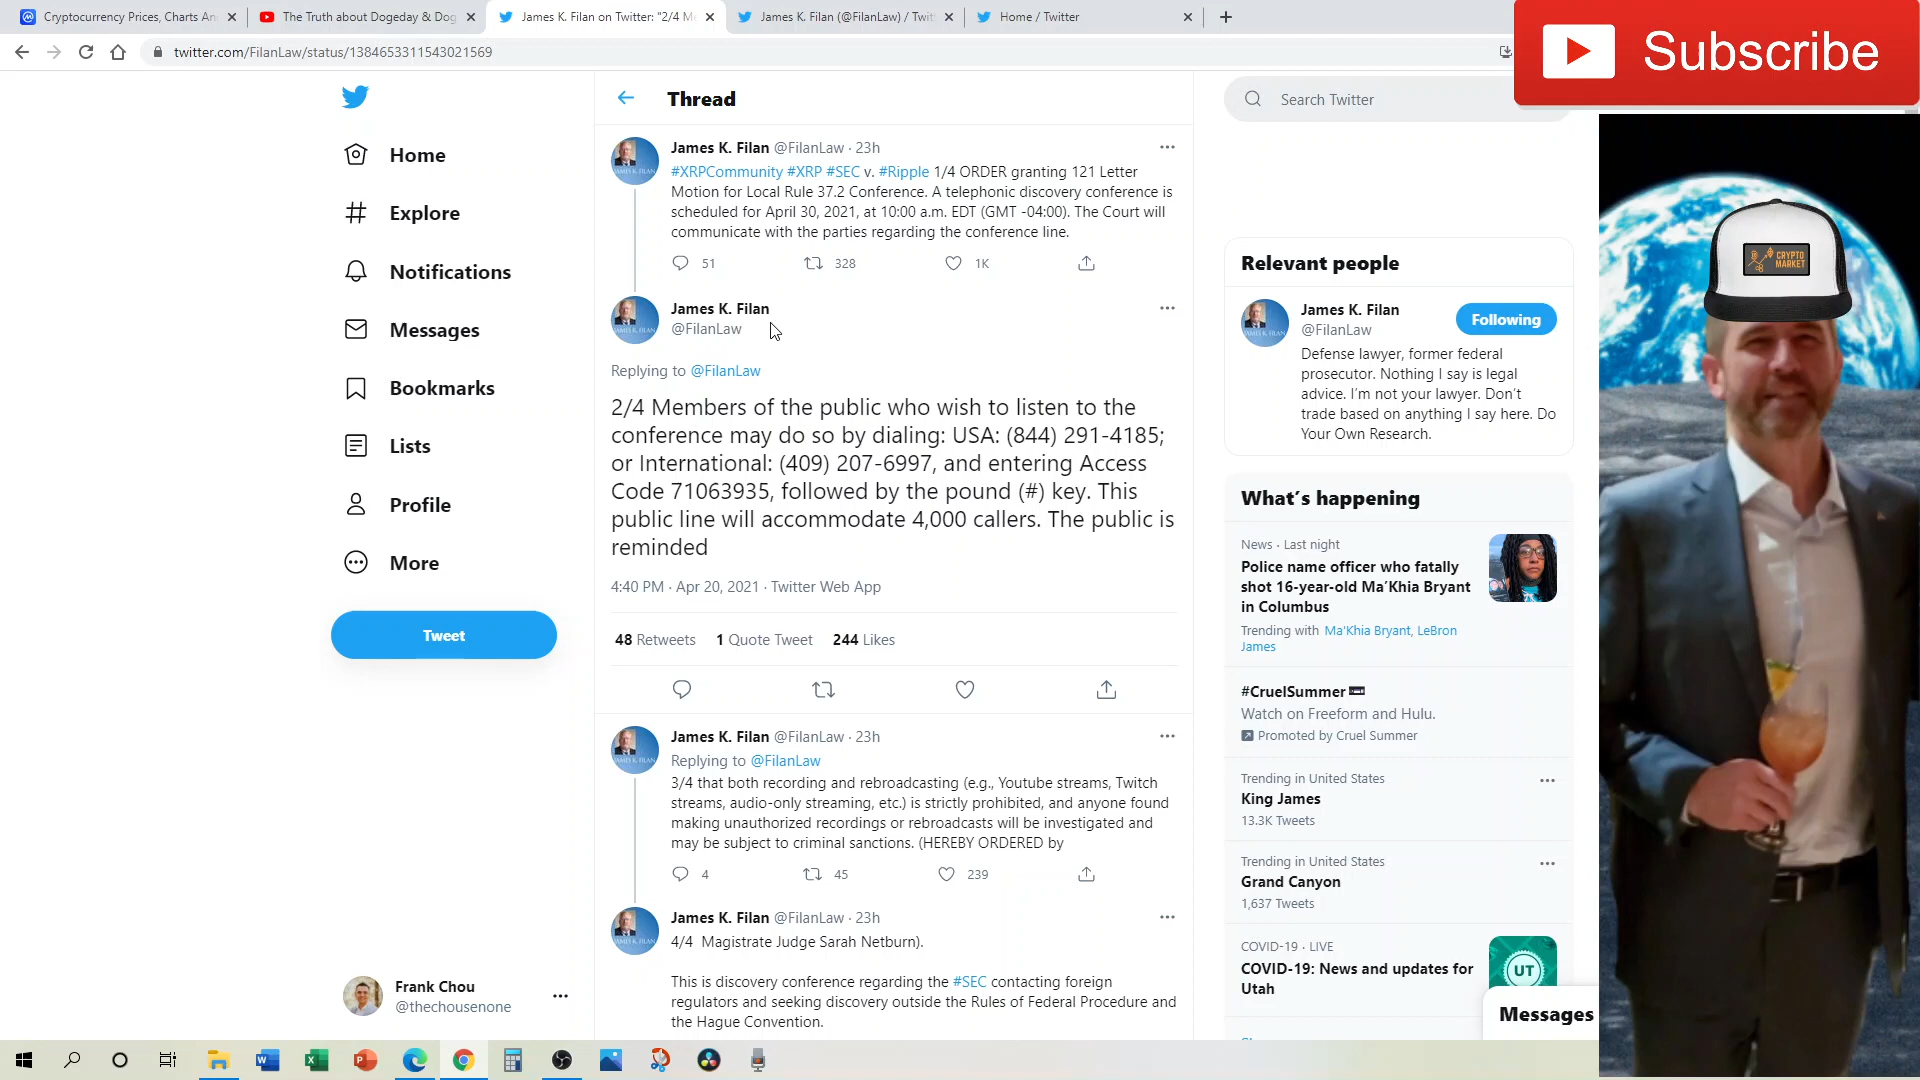 Cryptocurrency Prices, Charts An
The Truth about Dogeday & Dog
James K. Filan on Twitter: "2/4 M
James K. Filan (@FilanLaw) / Twit
Home / Twitter
twitter.com/FilanLaw/status/1384653311543021569
Subscribe
Home
Explore
Notifications
Messages
Bookmarks
Lists
Profile
More
Tweet
Frank Chou
@thechousenone
Thread
James K. Filan @FilanLaw · 23h
#XRPCommunity #XRP #SEC v. #Ripple 1/4 ORDER granting 121 Letter
Motion for Local Rule 37.2 Conference. A telephonic discovery conference is
scheduled for April 30, 2021, at 10:00 a.m. EDT (GMT -04:00). The Court will
communicate with the parties regarding the conference line.
51 328 1K
James K. Filan
@FilanLaw
Replying to @FilanLaw
2/4 Members of the public who wish to listen to the
conference may do so by dialing: USA: (844) 291-4185;
or International: (409) 207-6997, and entering Access
Code 71063935, followed by the pound (#) key. This
public line will accommodate 4,000 callers. The public is
reminded
4:40 PM · Apr 20, 2021 · Twitter Web App
48 Retweets 1 Quote Tweet 244 Likes
James K. Filan @FilanLaw · 23h
Replying to @FilanLaw
3/4 that both recording and rebroadcasting (e.g., Youtube streams, Twitch
streams, audio-only streaming, etc.) is strictly prohibited, and anyone found
making unauthorized recordings or rebroadcasts will be investigated and
may be subject to criminal sanctions. (HEREBY ORDERED by
4 45 239
James K. Filan @FilanLaw · 23h
4/4 Magistrate Judge Sarah Netburn).
This is discovery conference regarding the #SEC contacting foreign
regulators and seeking discovery outside the Rules of Federal Procedure and
the Hague Convention.
Search Twitter
Relevant people
James K. Filan
@FilanLaw
Following
Defense lawyer, former federal
prosecutor. Nothing I say is legal
advice. I'm not your lawyer. Don't
trade based on anything I say here. Do
Your Own Research.
What's happening
News · Last night
Police name officer who fatally
shot 16-year-old Ma'Khia Bryant
in Columbus
Trending with Ma'Khia Bryant, LeBron
James
#CruelSummer
Watch on Freeform and Hulu.
Promoted by Cruel Summer
Trending in United States
King James
13.3K Tweets
Trending in United States
Grand Canyon
1,637 Tweets
COVID-19 · LIVE
COVID-19: News and updates for
Utah
UT
Messages
CRYPTO
MARKET